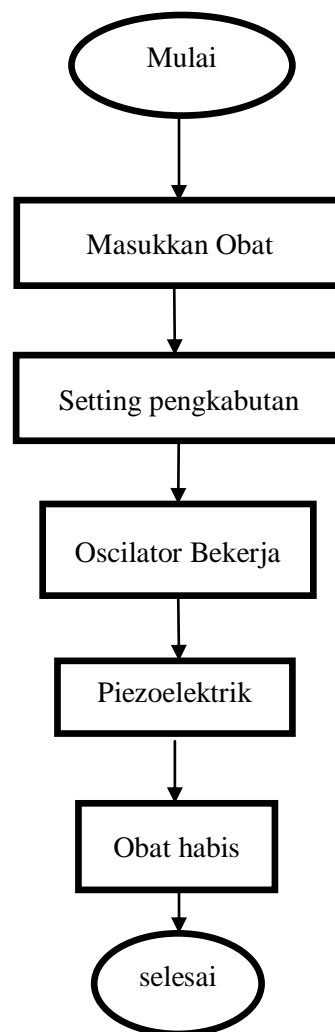 Mulai
Masukkan Obat
Setting pengkabutan
Oscilator Bekerja
Piezoelektrik
Obat habis
selesai